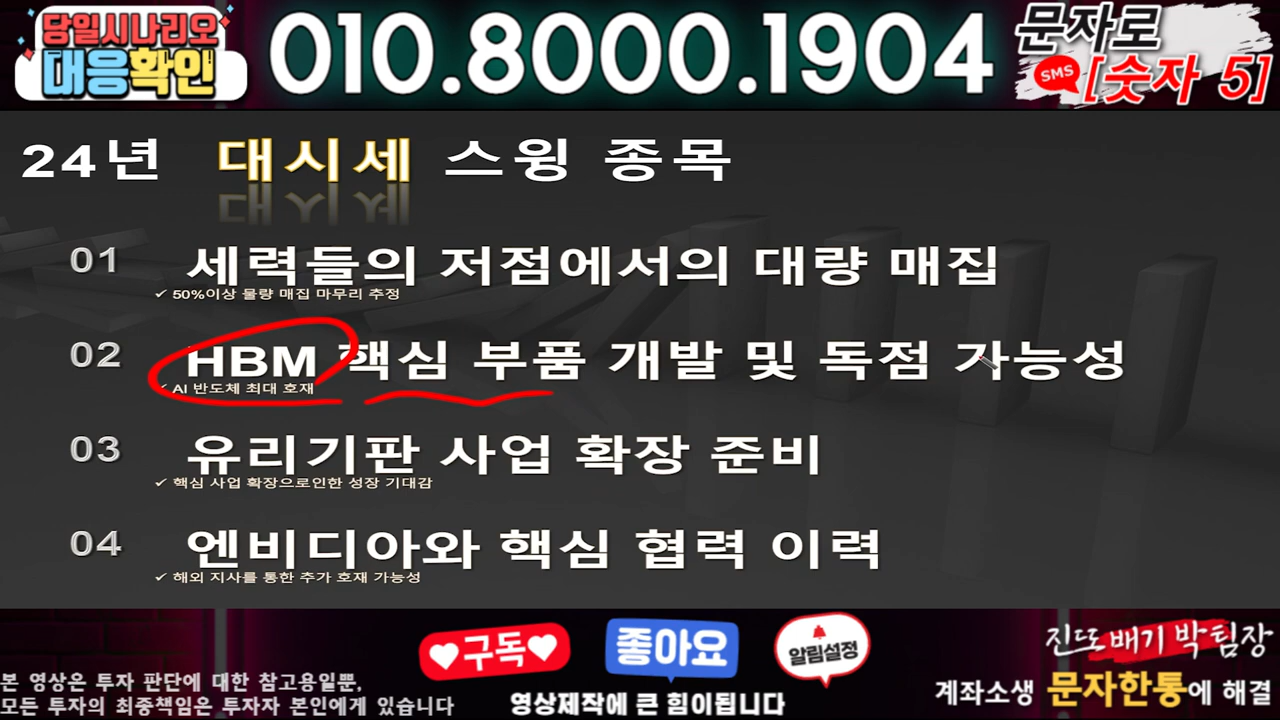 당일시나리오
대응확인
010.8000.1904
문자로
SMS [숫자 5]
24년 대시세 스윙 종목
01 세력들의 저점에서의 대량 매집
✓ 50%이상 물량 매집 마무리 추정
02 HBM 핵심 부품 개발 및 독점 가능성
✓ AI 반도체 최대 호재
03 유리기판 사업 확장 준비
✓ 핵심 사업 확장으로인한 성장 기대감
04 엔비디아와 핵심 협력 이력
✓ 해외 지사를 통한 추가 호재 가능성
구독
좋아요
알림설정
영상제작에 큰 힘이됩니다
본 영상은 투자 판단에 대한 참고용일뿐,
모든 투자의 최종책임은 투자자 본인에게 있습니다
진또배기 박팀장
계좌소생 문자한통에 해결